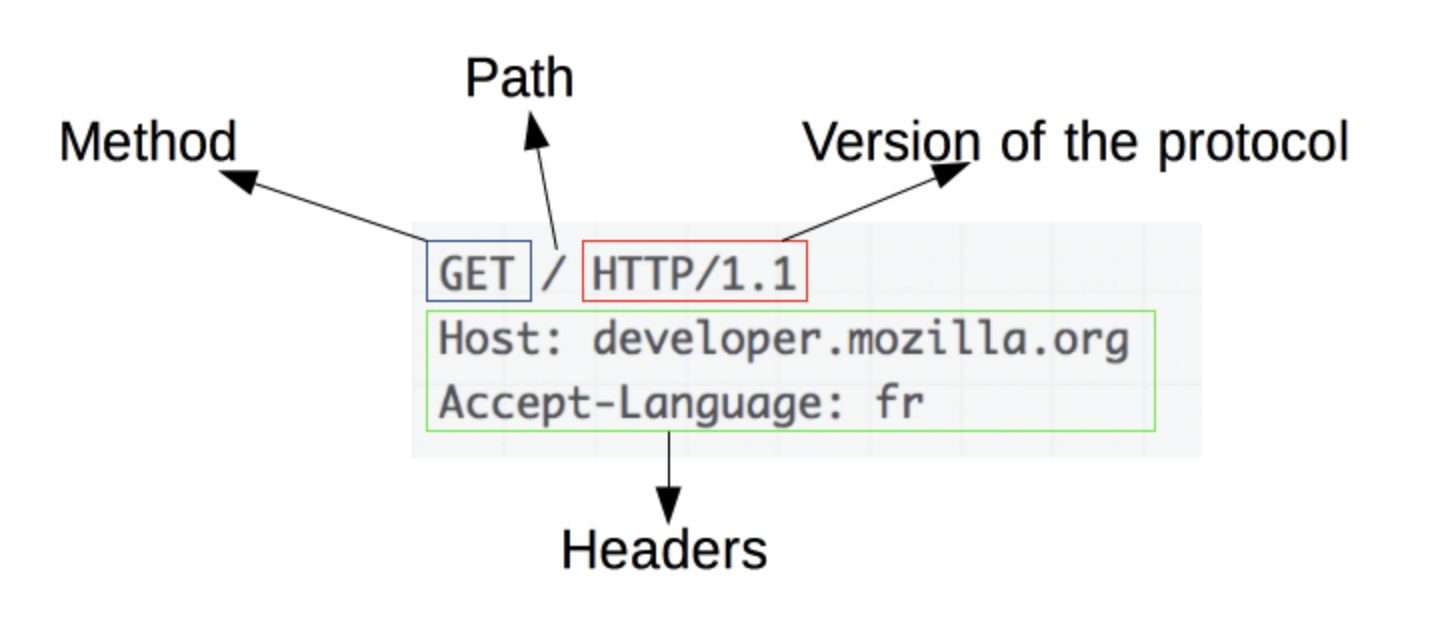 Path
Method
Version of the protocol
GET / HTTP/1.1
Host: developer.mozilla.org
Accept-Language: fr
Headers